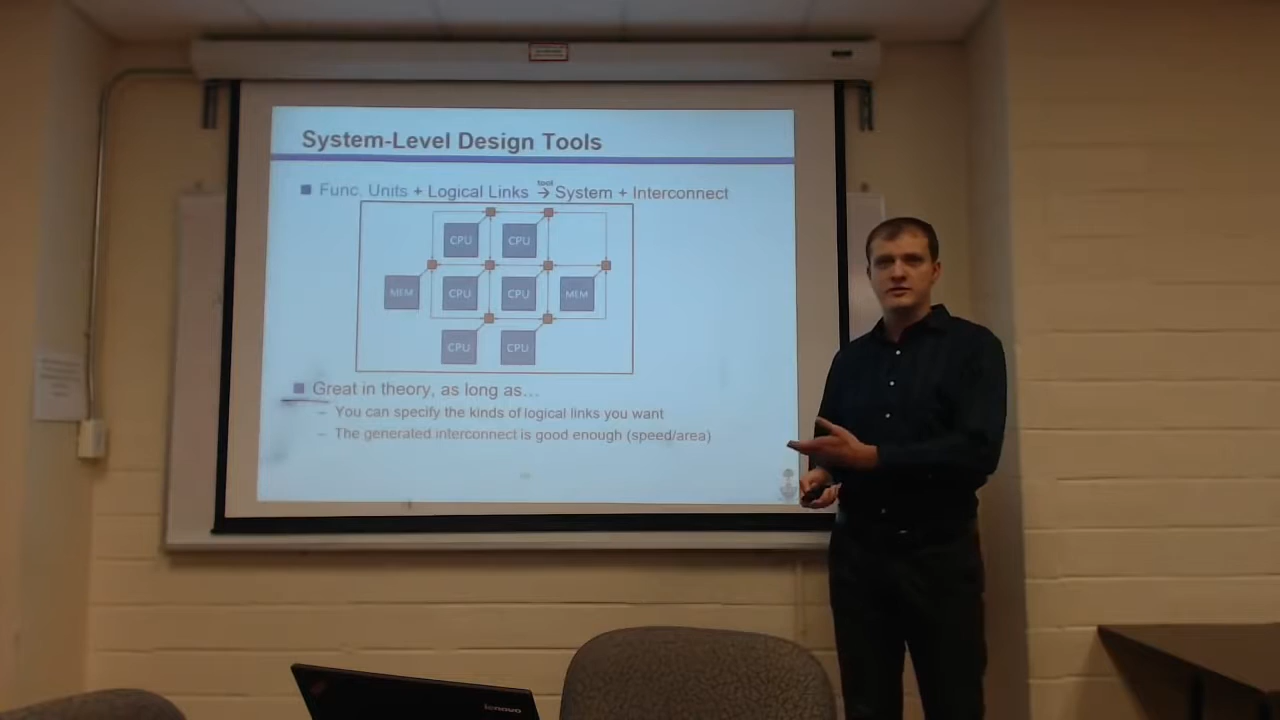 System-Level Design Tools
■ Func. Units + Logical Links tool → System + Interconnect
CPU CPU
MEM CPU CPU MEM
CPU CPU
■ Great in theory, as long as…
– You can specify the kinds of logical links you want
– The generated interconnect is good enough (speed/area)
lenovo